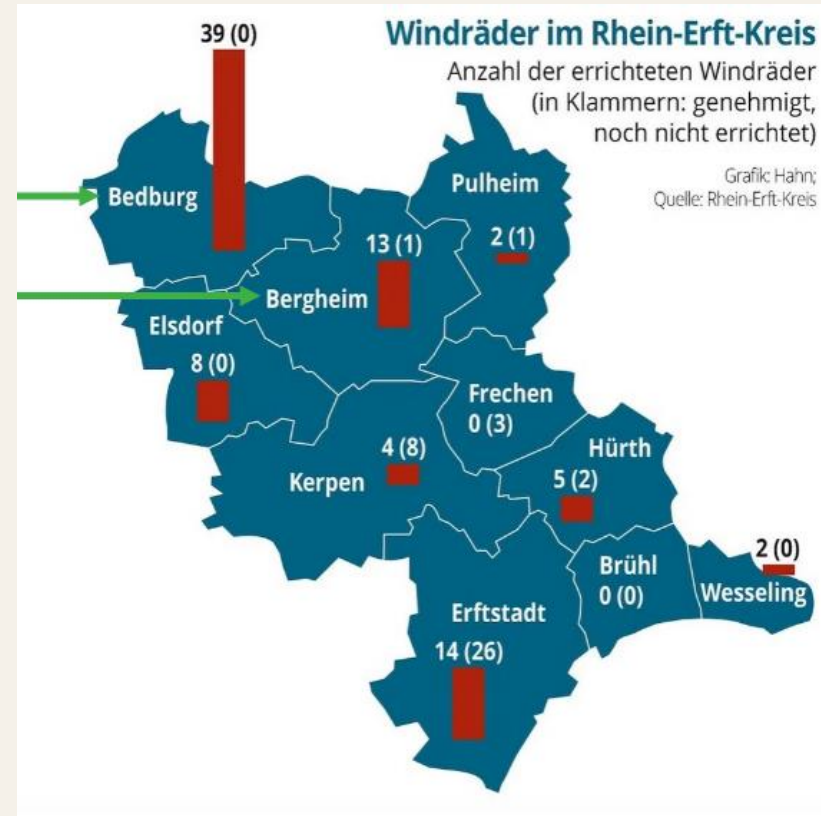 Windräder im Rhein-Erft-Kreis
Anzahl der errichteten Windräder
(in Klammern: genehmigt,
noch nicht errichtet)
Grafik: Hahn;
Quelle: Rhein-Erft-Kreis
39 (0)
Bedburg
Pulheim
2 (1)
13 (1)
Bergheim
Elsdorf
8 (0)
Frechen
0 (3)
Hürth
5 (2)
4 (8)
Kerpen
2 (0)
Wesseling
Brühl
0 (0)
Erftstadt
14 (26)